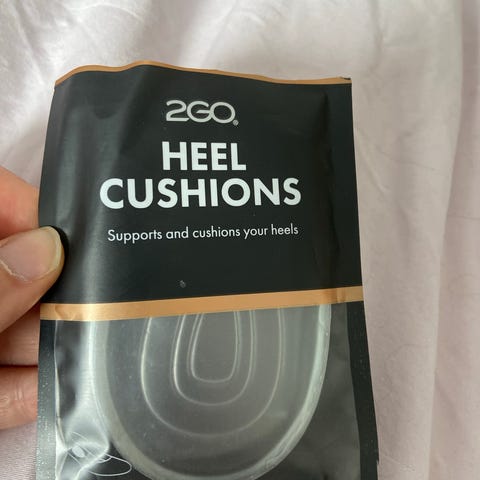 2GO®
HEEL
CUSHIONS
Supports and cushions your heels